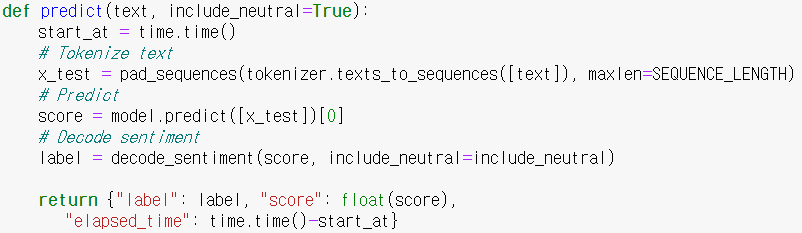 def predict(text, include_neutral=True):
    start_at = time.time()
    # Tokenize text
    x_test = pad_sequences(tokenizer.texts_to_sequences([text]), maxlen=SEQUENCE_LENGTH)
    # Predict
    score = model.predict([x_test])[0]
    # Decode sentiment
    label = decode_sentiment(score, include_neutral=include_neutral)

    return {"label": label, "score": float(score),
       "elapsed_time": time.time()-start_at}